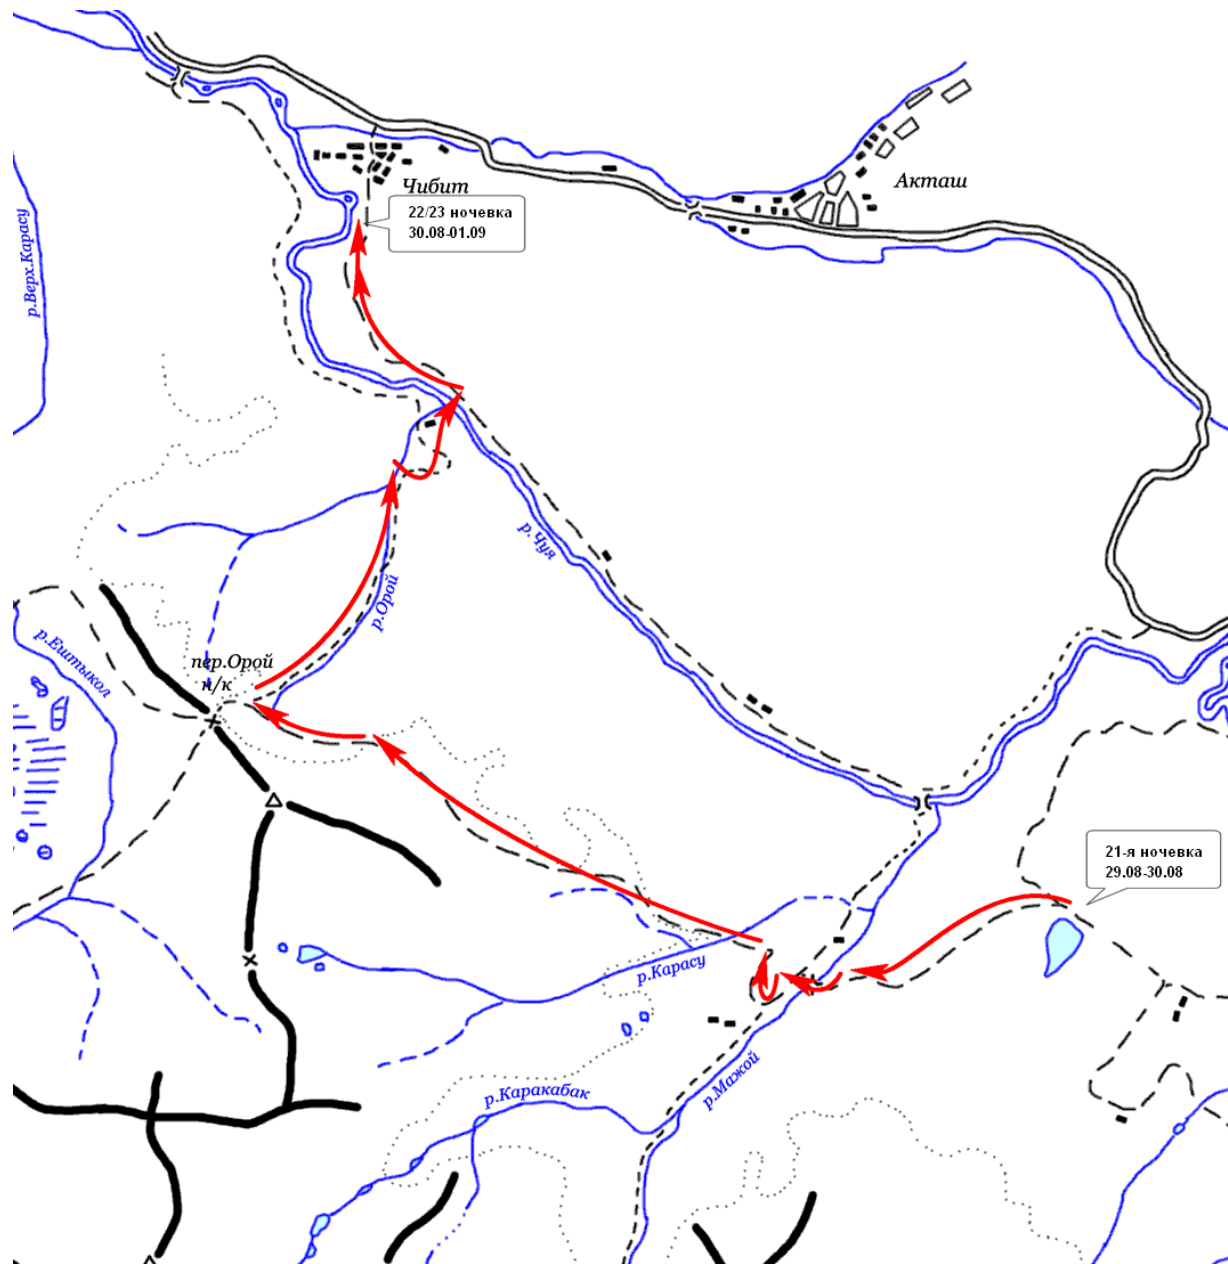 Чибит
Акташ
22/23 ночевка
30.08-01.09
р.Верх.Карасу
р.Чуя
р.Орой
р.Ештыкол
пер.Орой
н/к
21-я ночевка
29.08-30.08
р.Карасу
р.Мажой
р.Каракабак